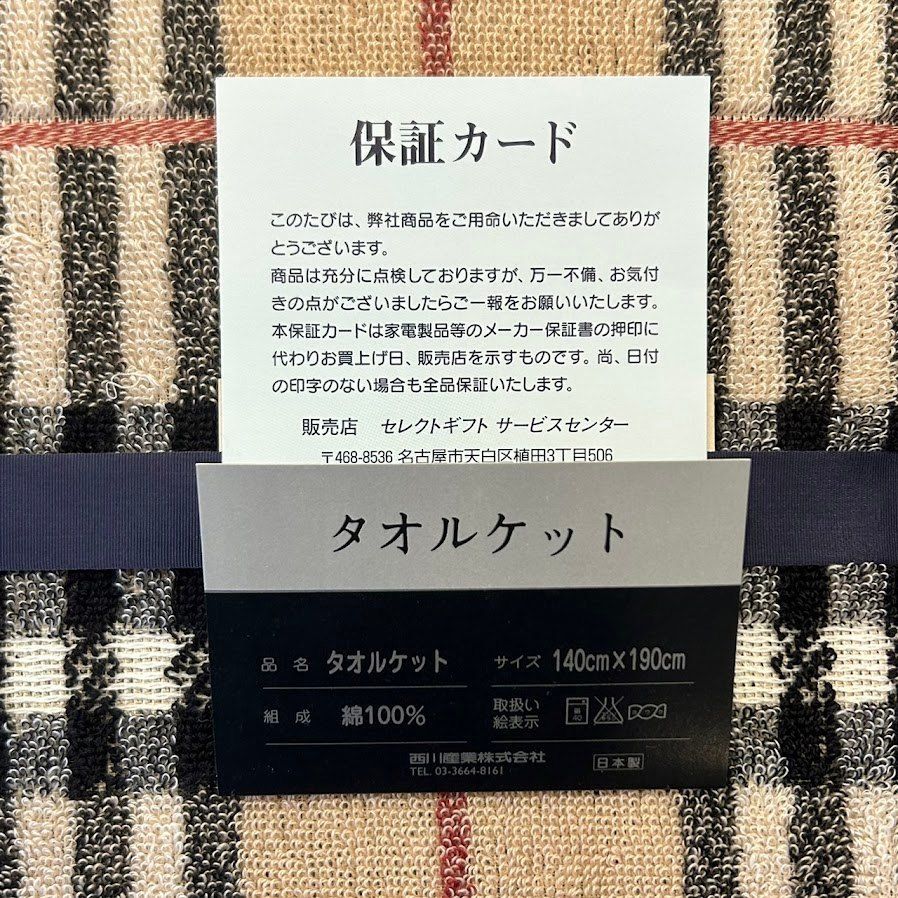 保証カード
このたびは、弊社商品をご用命いただきましてありが
とうございます。
商品は充分に点検しておりますが、万一不備、お気付
きの点がございましたらご一報をお願いいたします。
本保証カードは家電製品等のメーカー保証書の押印に
代わりお買上げ日、販売店を示すものです。尚、日付
の印字のない場合も全品保証いたします。
販売店 セレクトギフト サービスセンター
〒468-8536 名古屋市天白区植田3丁目506
タオルケット
品名 タオルケット サイズ 140cm×190cm
組成 綿100% 取扱い
絵表示
西川産業株式会社
TEL. 03-3664-8161 日本製